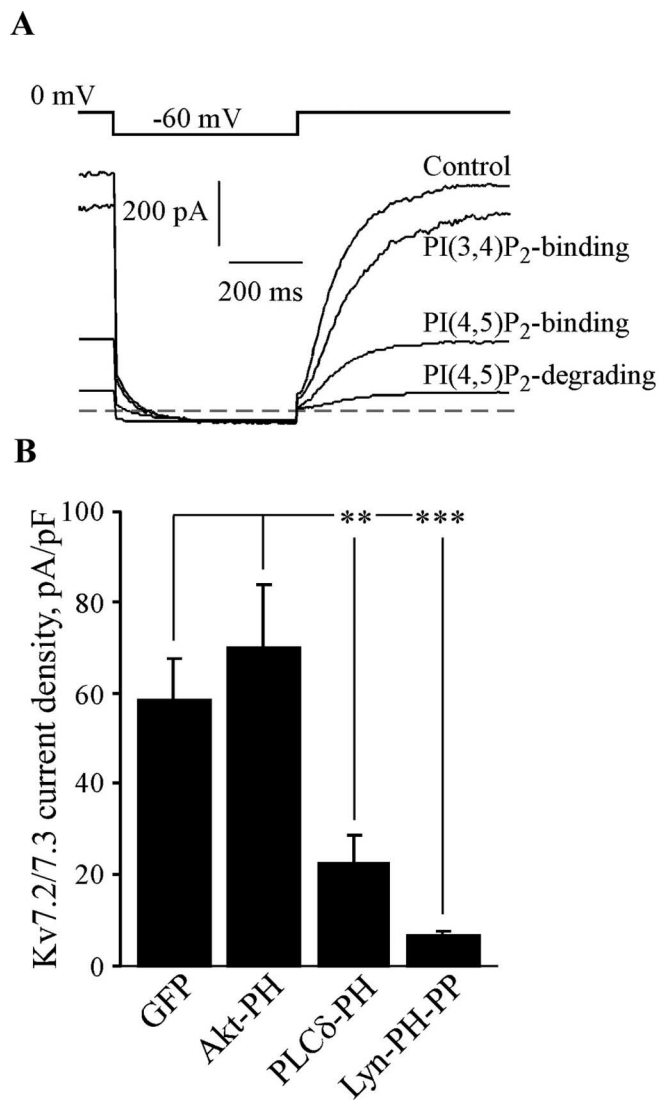 A
0 mV
-60 mV
Control
200 pA
PI(3,4)P2-binding
200 ms
PI(4,5)P2-binding
PI(4,5)P2-degrading
B
Kv7.2/7.3 current density, pA/pF
100
80
60
40
20
0
** ***
GFP
Akt-PH
PLCδ-PH
Lyn-PH-PP